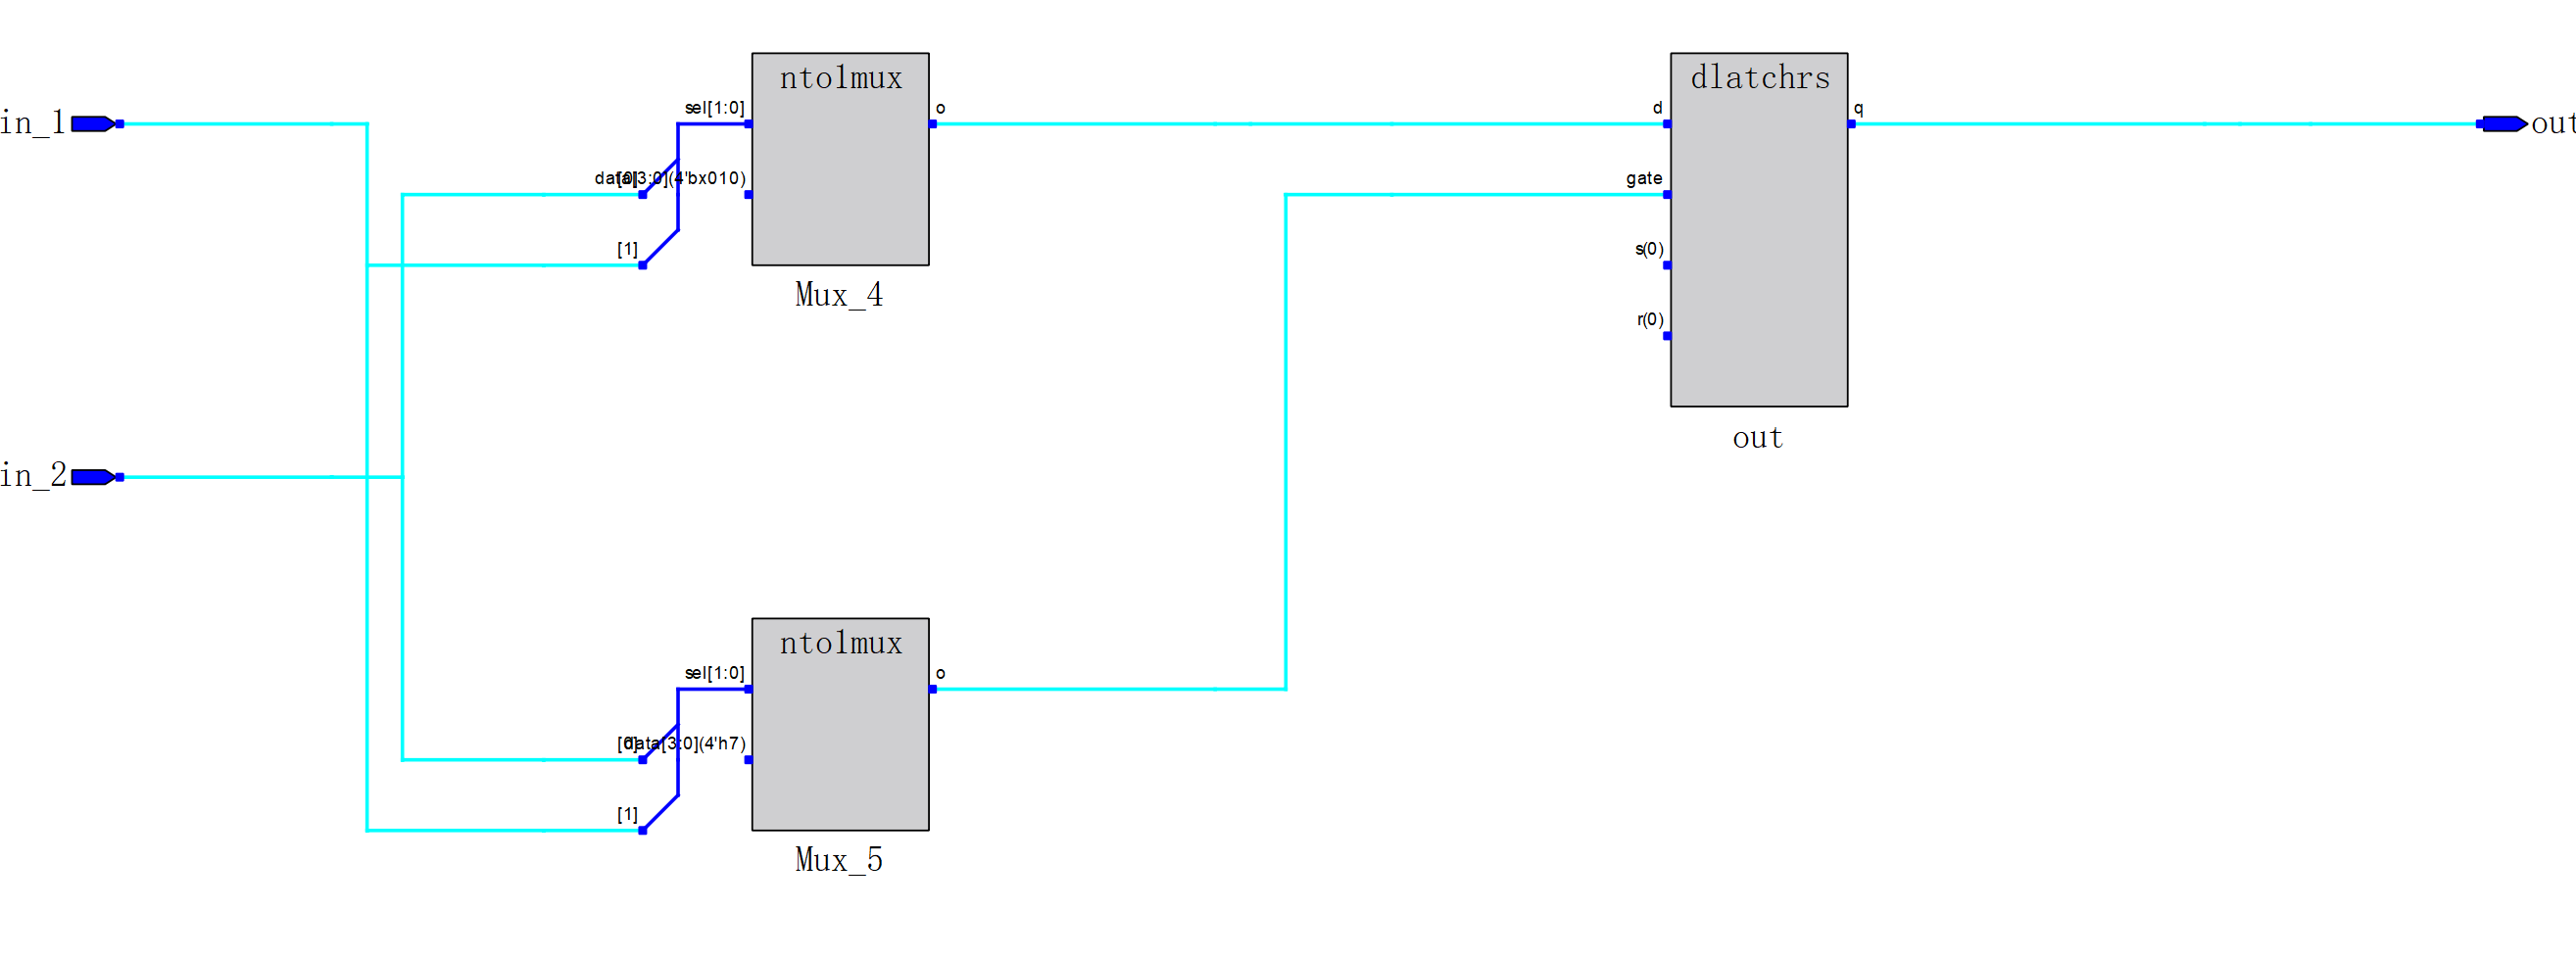 ntolmux
dlatchrs
sel[1:0]
o
d
q
in_1
out
data[3:0](4'bx010)
[0]
gate
[1]
s(0)
Mux_4
r(0)
out
in_2
ntolmux
sel[1:0]
o
[0]
data[3:0](4'h7)
[1]
Mux_5